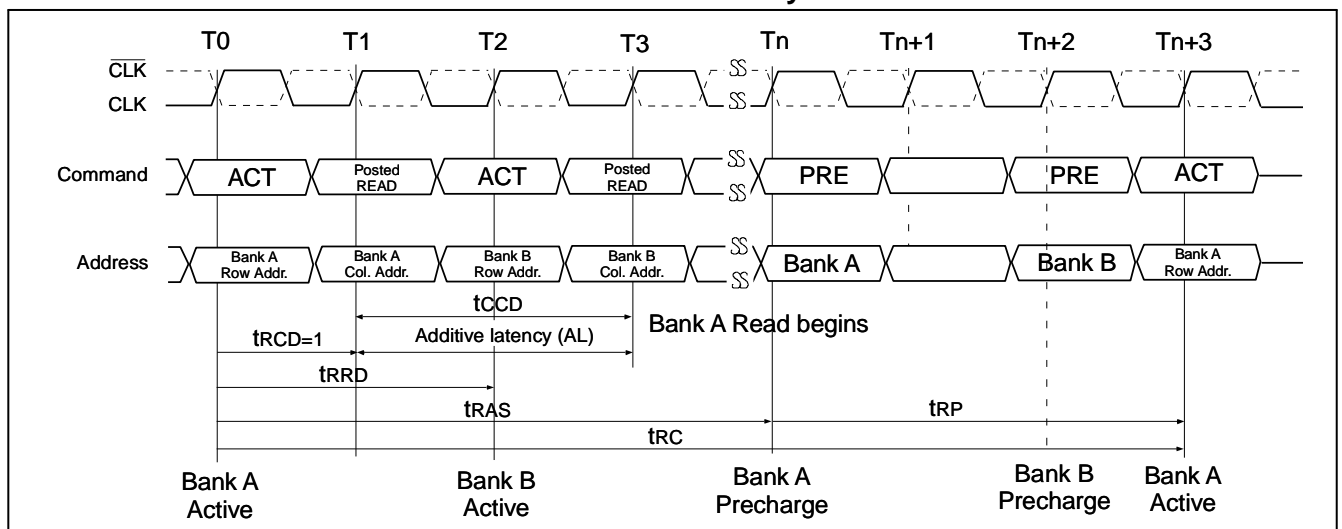 T0 T1 T2 T3 Tn Tn+1 Tn+2 Tn+3
CLK
CLK
Command
ACT
Posted
READ
ACT
Posted
READ
PRE
PRE
ACT
Address
Bank A
Row Addr.
Bank A
Col. Addr.
Bank B
Row Addr.
Bank B
Col. Addr.
Bank A
Bank B
Bank A
Row Addr.
tCCD
Bank A Read begins
tRCD=1
Additive latency (AL)
tRRD
tRAS
tRP
tRC
Bank A
Active
Bank B
Active
Bank A
Precharge
Bank B
Precharge
Bank A
Active